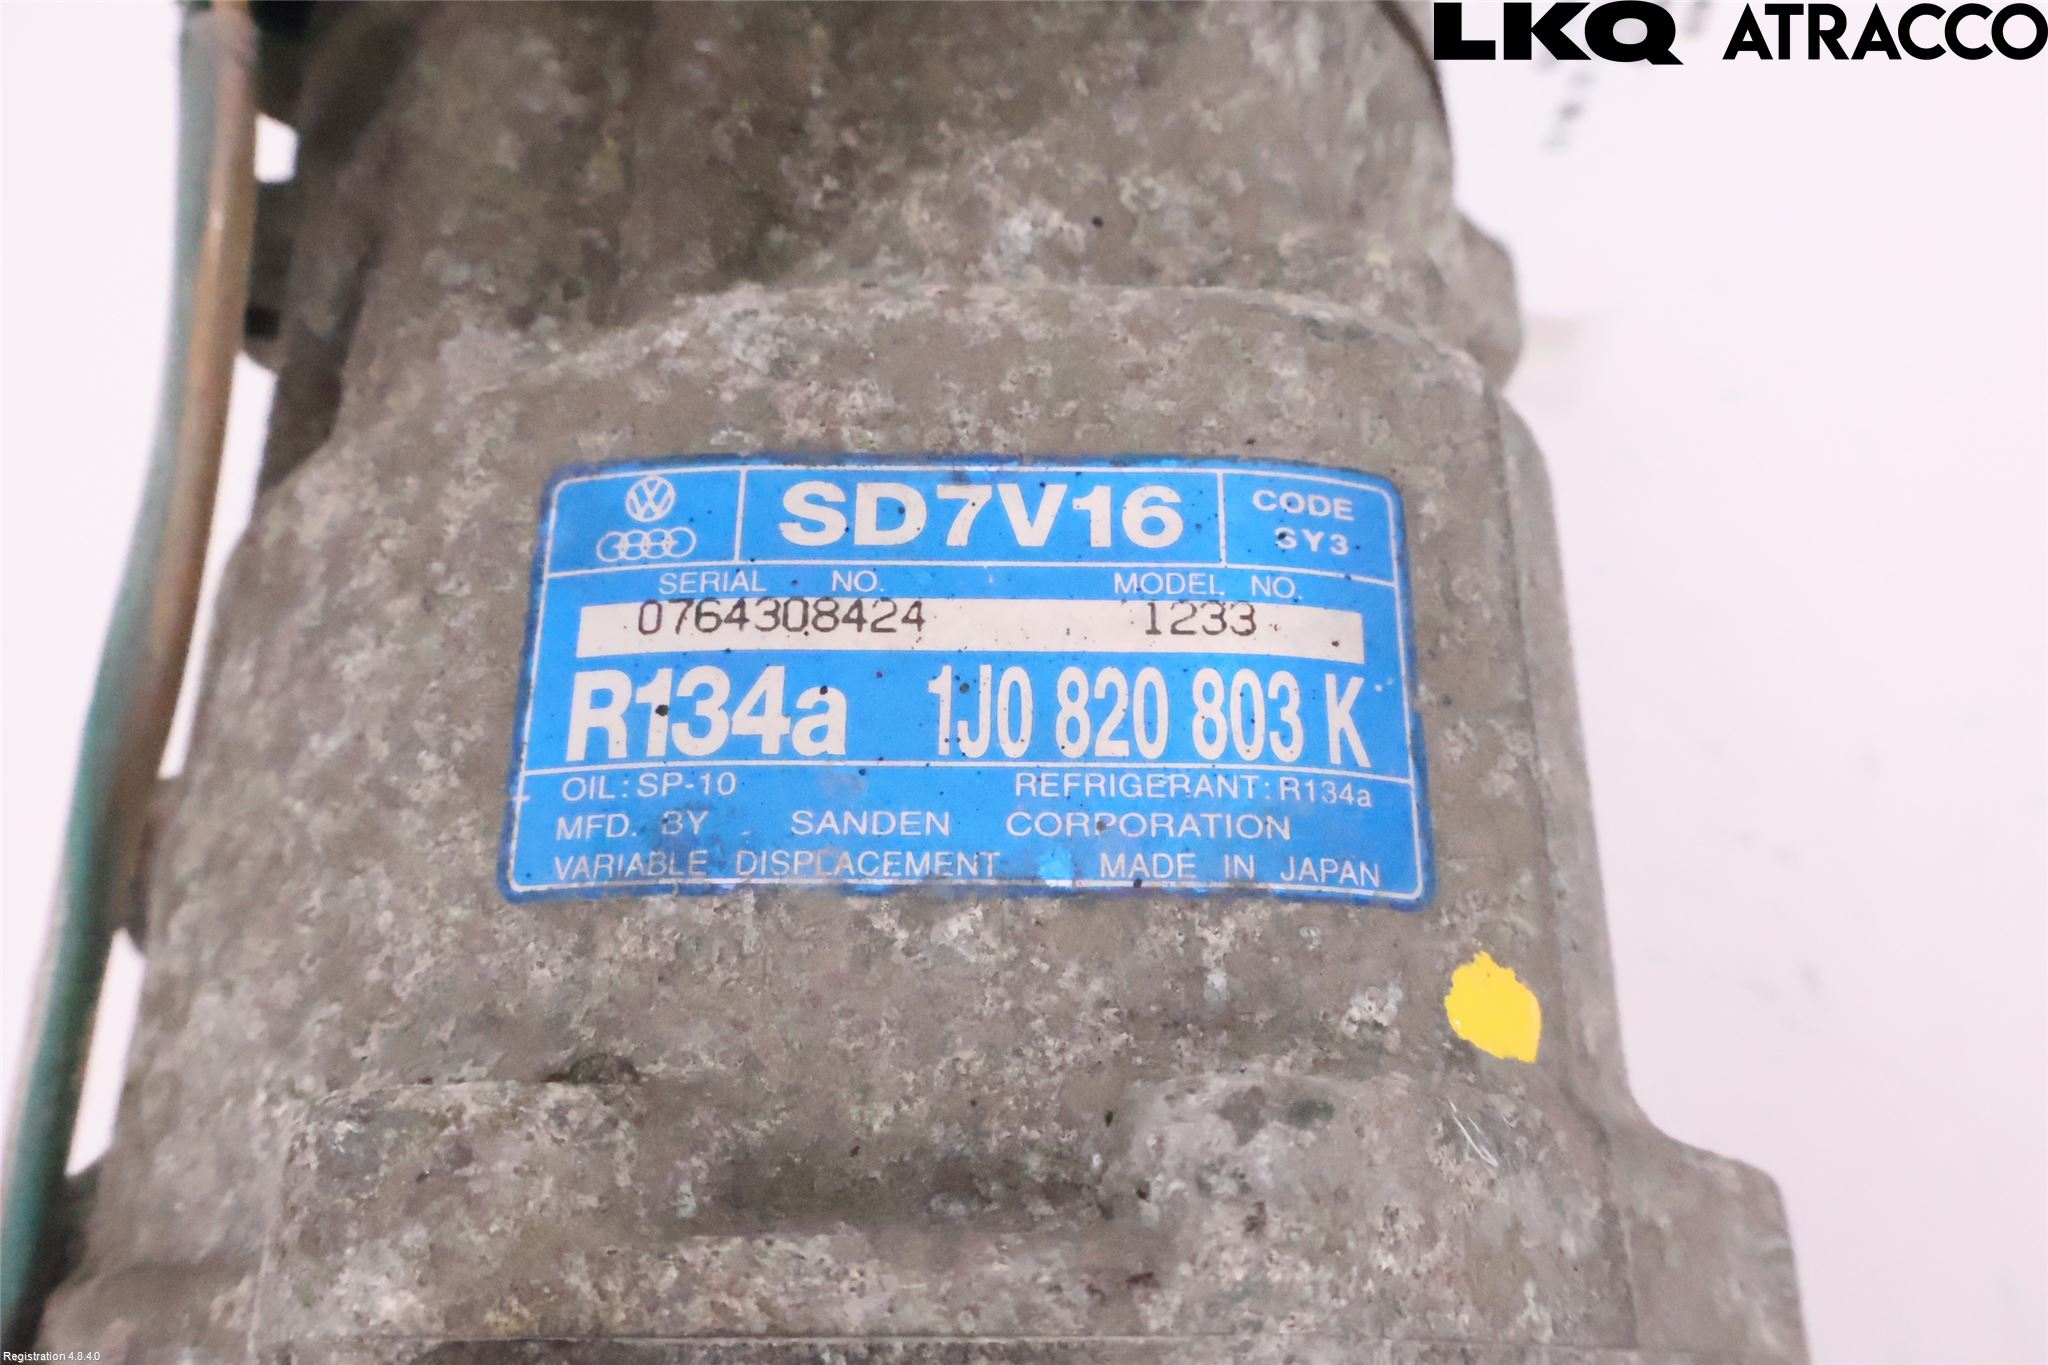 LKQ ATRACCO
SD7V16
CODE
SY3
SERIAL NO. MODEL NO.
0764308424 1233
R134a 1J0 820 803 K
OIL: SP-10 REFRIGERANT: R134a
MFD. BY SANDEN CORPORATION
VARIABLE DISPLACEMENT MADE IN JAPAN
Registration 4.8.4.0